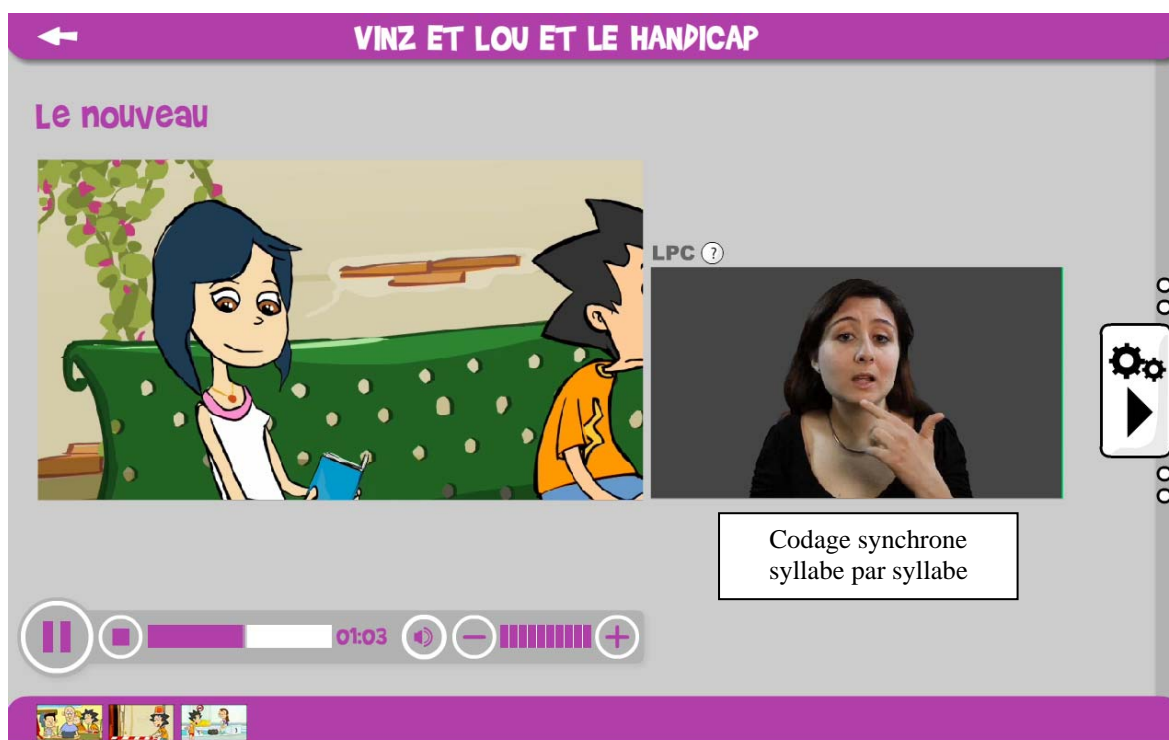 VINZ ET LOU ET LE HANDICAP
Le nouveau
LPC ?
Codage synchrone
syllabe par syllabe
01:03